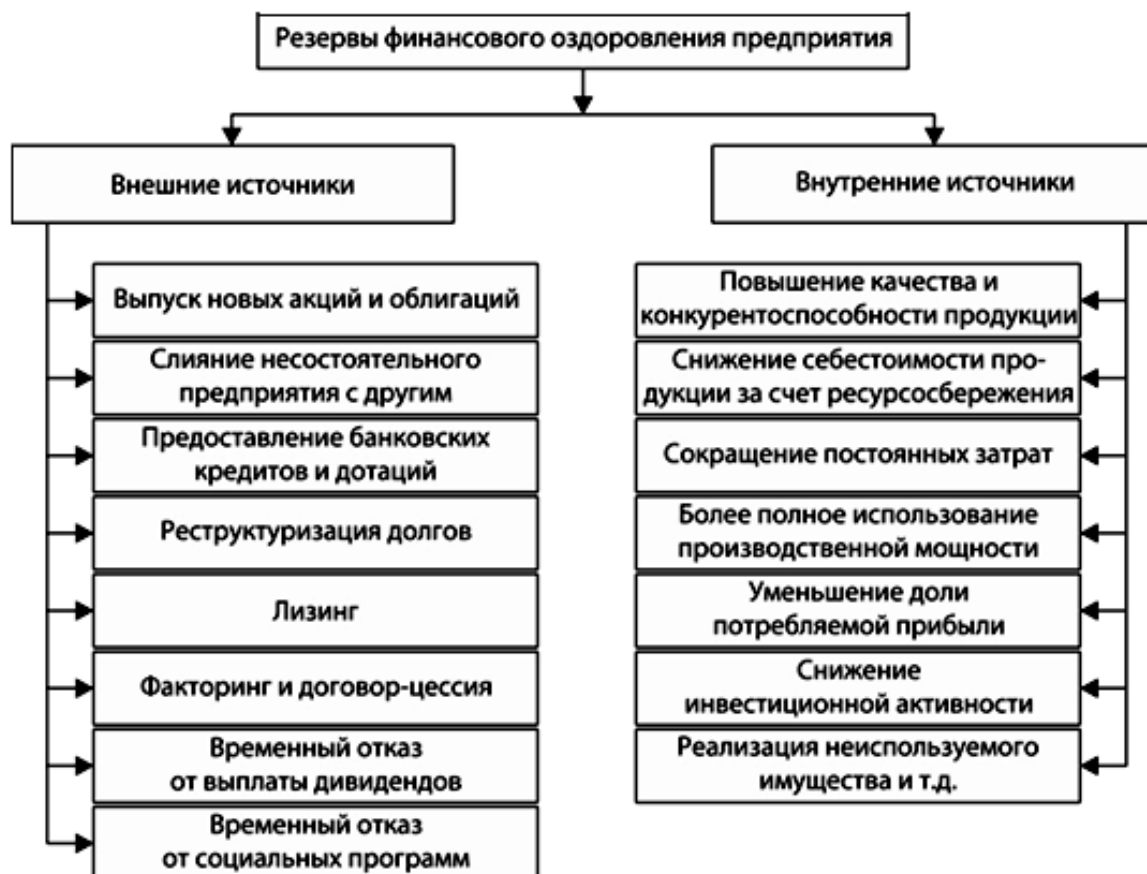 Резервы финансового оздоровления предприятия
Внешние источники
Выпуск новых акций и облигаций
Слияние несостоятельного
предприятия с другим
Предоставление банковских
кредитов и дотаций
Реструктуризация долгов
Лизинг
Факторинг и договор-цессия
Временный отказ
от выплаты дивидендов
Временный отказ
от социальных программ
Внутренние источники
Повышение качества и
конкурентоспособности продукции
Снижение себестоимости про-
дукции за счет ресурсосбережения
Сокращение постоянных затрат
Более полное использование
производственной мощности
Уменьшение доли
потребляемой прибыли
Снижение
инвестиционной активности
Реализация неиспользуемого
имущества и т.д.